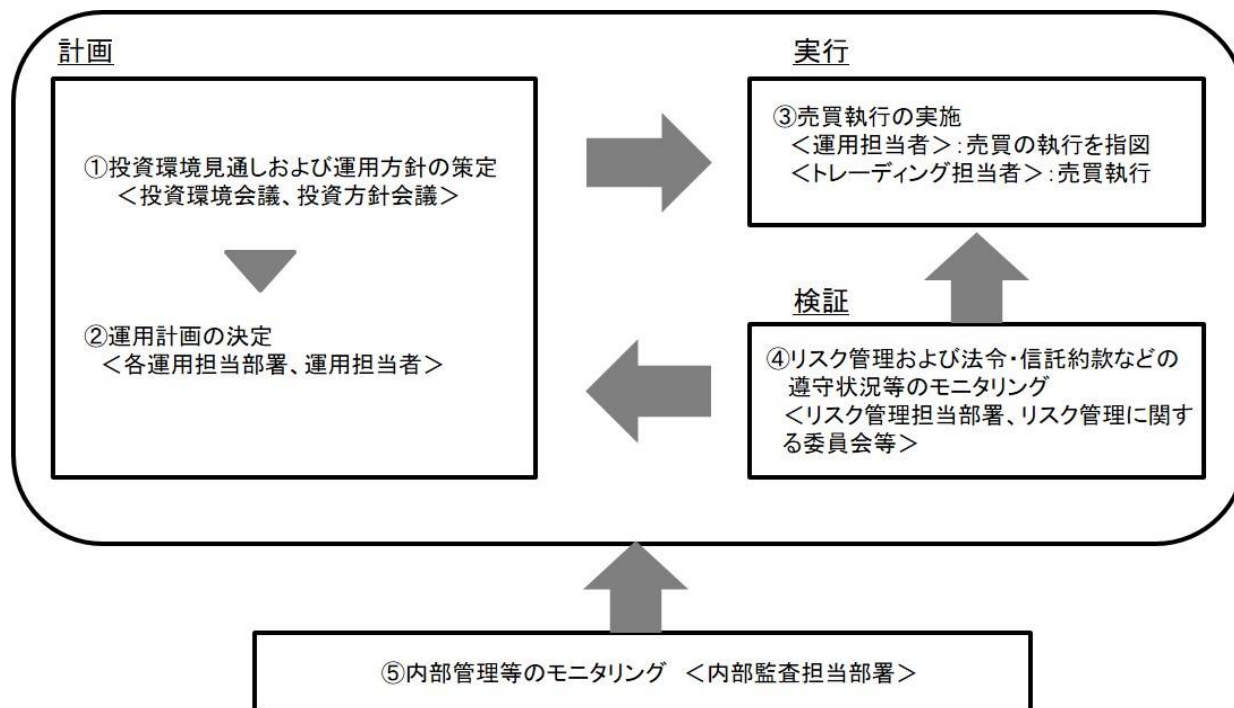 計画
①投資環境見通しおよび運用方針の策定
＜投資環境会議、投資方針会議＞
②運用計画の決定
＜各運用担当部署、運用担当者＞
実行
③売買執行の実施
＜運用担当者＞：売買の執行を指図
＜トレーディング担当者＞：売買執行
検証
④リスク管理および法令・信託約款などの
遵守状況等のモニタリング
＜リスク管理担当部署、リスク管理に関す
る委員会等＞
⑤内部管理等のモニタリング　＜内部監査担当部署＞